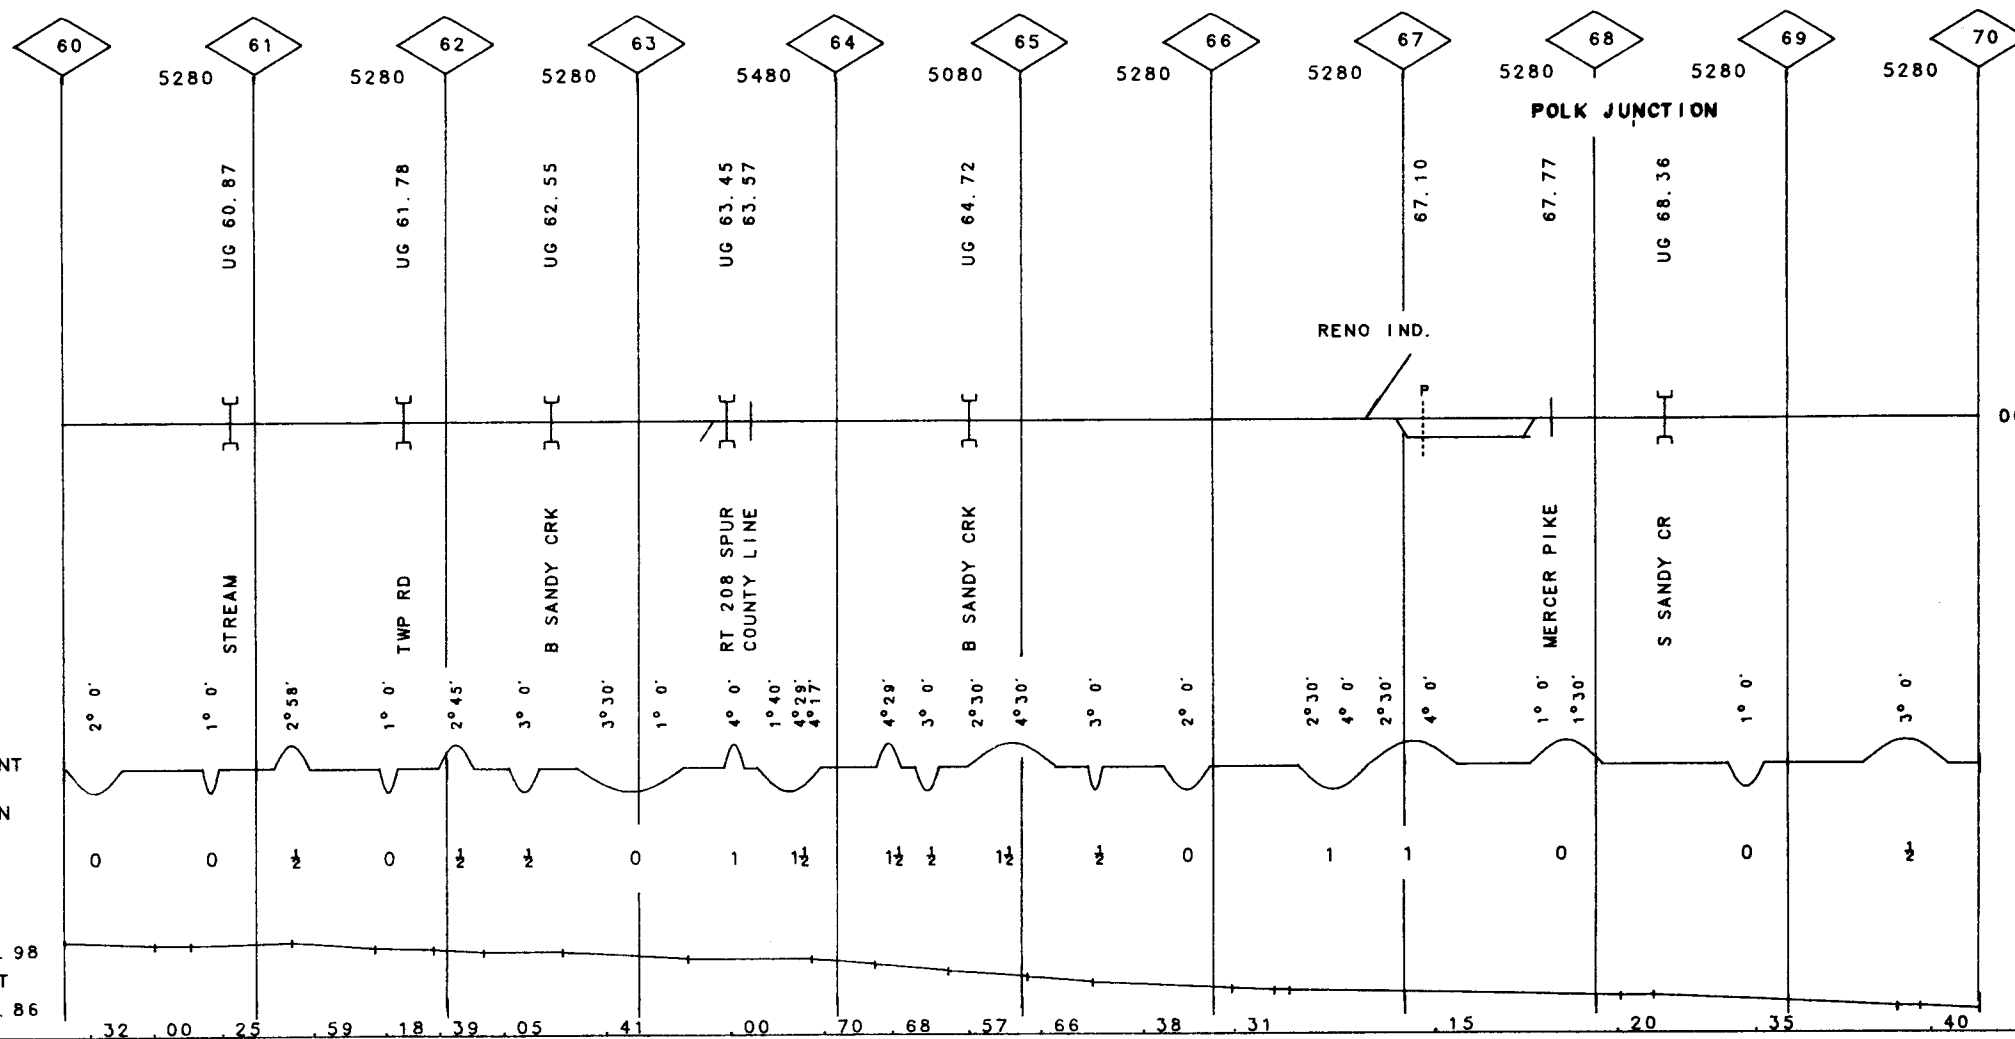 60 61 62 63 64 65 66 67 68 69 70
5280 5280 5280 5480 5080 5280 5280 5280 5280 5280
POLK JUNCTION
UG 60.87
UG 61.78
UG 62.55
UG 63.45
63.57
UG 64.72
67.10
67.77
UG 68.36
RENO IND.
P
STREAM
TWP RD
B SANDY CRK
RT 208 SPUR
COUNTY LINE
B SANDY CRK
MERCER PIKE
S SANDY CR
2° 0' 1° 0' 2°58' 1° 0' 2°45' 3° 0' 3°30' 1° 0' 4° 0' 1°40' 4°29' 4°17' 4°29' 3° 0' 2°30' 4°30' 3° 0' 2° 0' 2°30' 4° 0' 2°30' 4° 0' 1° 0' 1°30' 1° 0' 3° 0'
NT
N
0 0 ½ 0 ½ ½ 0 1 1½ 1½ ½ 1½ ½ 0 1 1 0 0 ½
. 98
T
. 86
.32 .00 .25 .59 .18 .39 .05 .41 .00 .70 .68 .57 .66 .38 .31 .15 .20 .35 .40